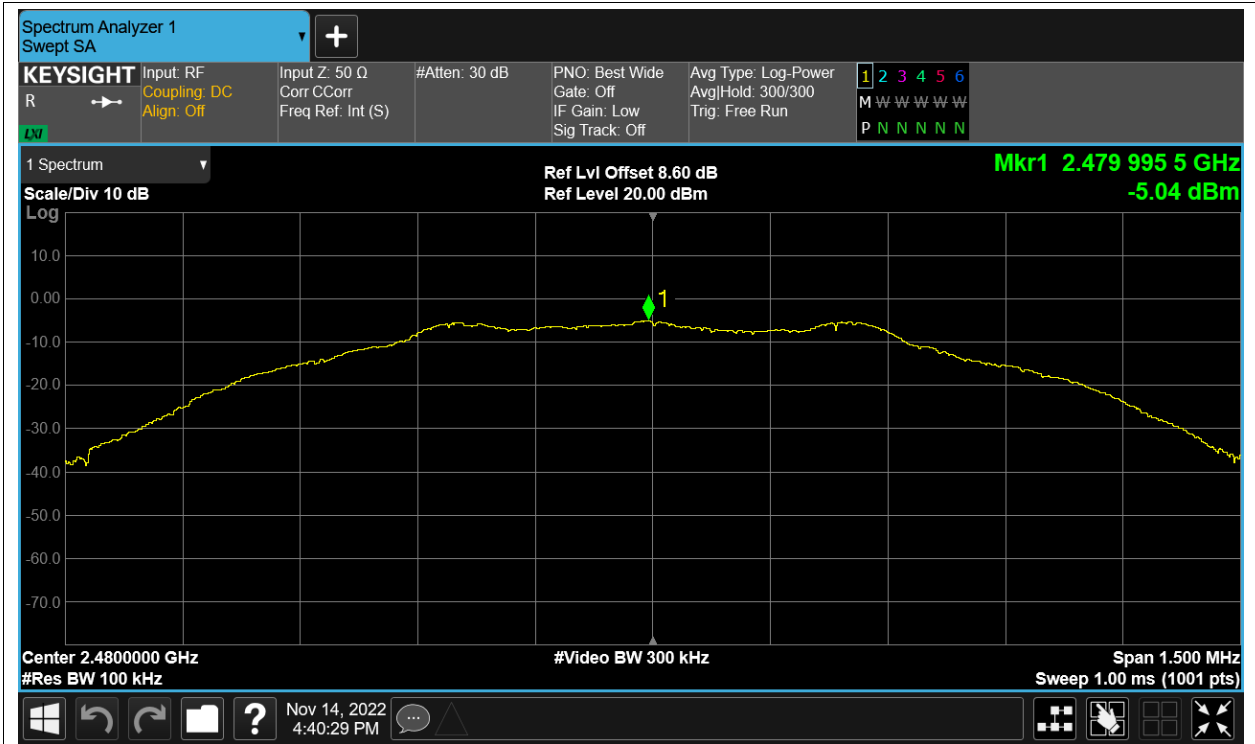 Spectrum Analyzer 1
Swept SA
KEYSIGHT
R
LXI
Input: RF
Coupling: DC
Align: Off
Input Z: 50 Ω
Corr CCorr
Freq Ref: Int (S)
#Atten: 30 dB
PNO: Best Wide
Gate: Off
IF Gain: Low
Sig Track: Off
Avg Type: Log-Power
Avg|Hold: 300/300
Trig: Free Run
1 2 3 4 5 6
M W W W W W
P N N N N N
1 Spectrum
Scale/Div 10 dB
Log
Ref Lvl Offset 8.60 dB
Ref Level 20.00 dBm
Mkr1 2.479 995 5 GHz
-5.04 dBm
10.0
0.00
-10.0
-20.0
-30.0
-40.0
-50.0
-60.0
-70.0
1
Center 2.4800000 GHz
#Res BW 100 kHz
#Video BW 300 kHz
Span 1.500 MHz
Sweep 1.00 ms (1001 pts)
?
Nov 14, 2022
4:40:29 PM